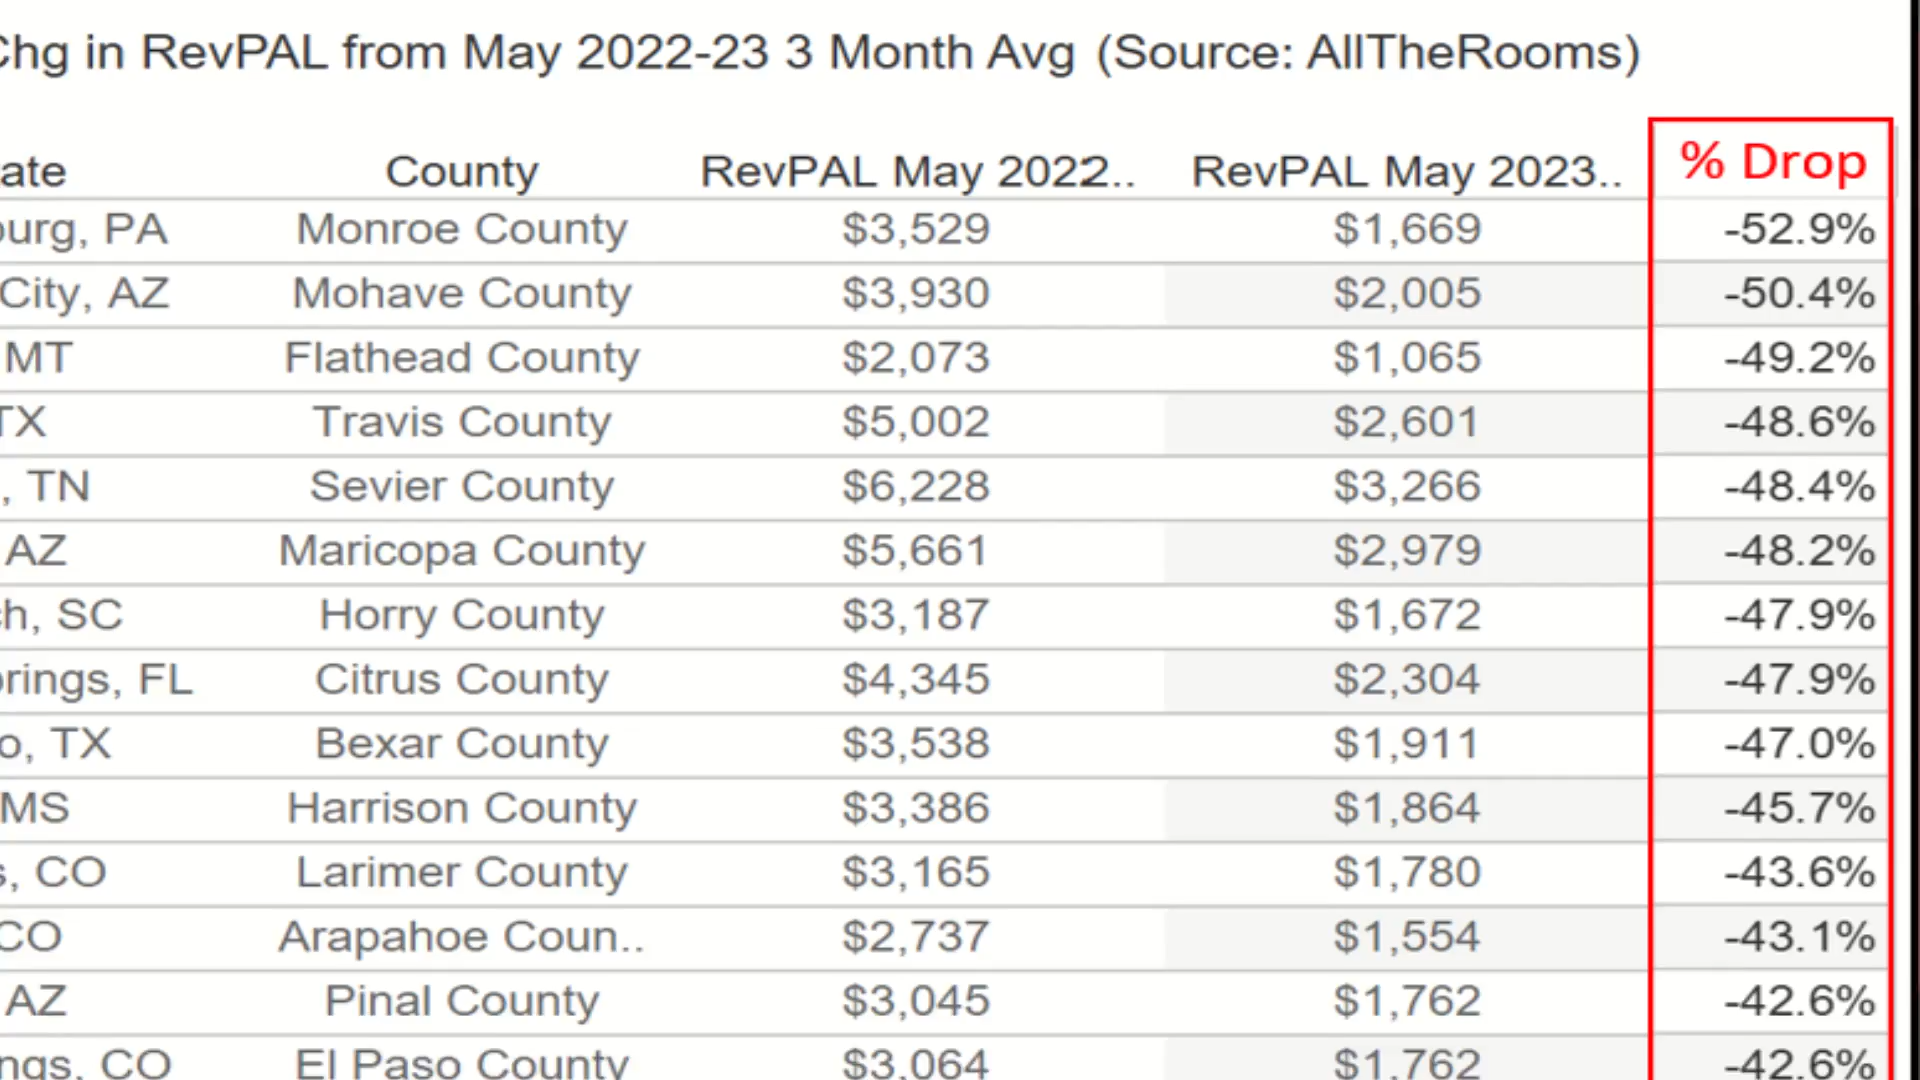 Chg in RevPAL from May 2022-23 3 Month Avg (Source: AllTheRooms)
ate County RevPAL May 2022.. RevPAL May 2023.. % Drop
burg, PA Monroe County $3,529 $1,669 -52.9%
City, AZ Mohave County $3,930 $2,005 -50.4%
MT Flathead County $2,073 $1,065 -49.2%
TX Travis County $5,002 $2,601 -48.6%
, TN Sevier County $6,228 $3,266 -48.4%
AZ Maricopa County $5,661 $2,979 -48.2%
ch, SC Horry County $3,187 $1,672 -47.9%
prings, FL Citrus County $4,345 $2,304 -47.9%
o, TX Bexar County $3,538 $1,911 -47.0%
MS Harrison County $3,386 $1,864 -45.7%
s, CO Larimer County $3,165 $1,780 -43.6%
CO Arapahoe Coun.. $2,737 $1,554 -43.1%
AZ Pinal County $3,045 $1,762 -42.6%
ngs, CO El Paso County $3,064 $1,762 -42.6%